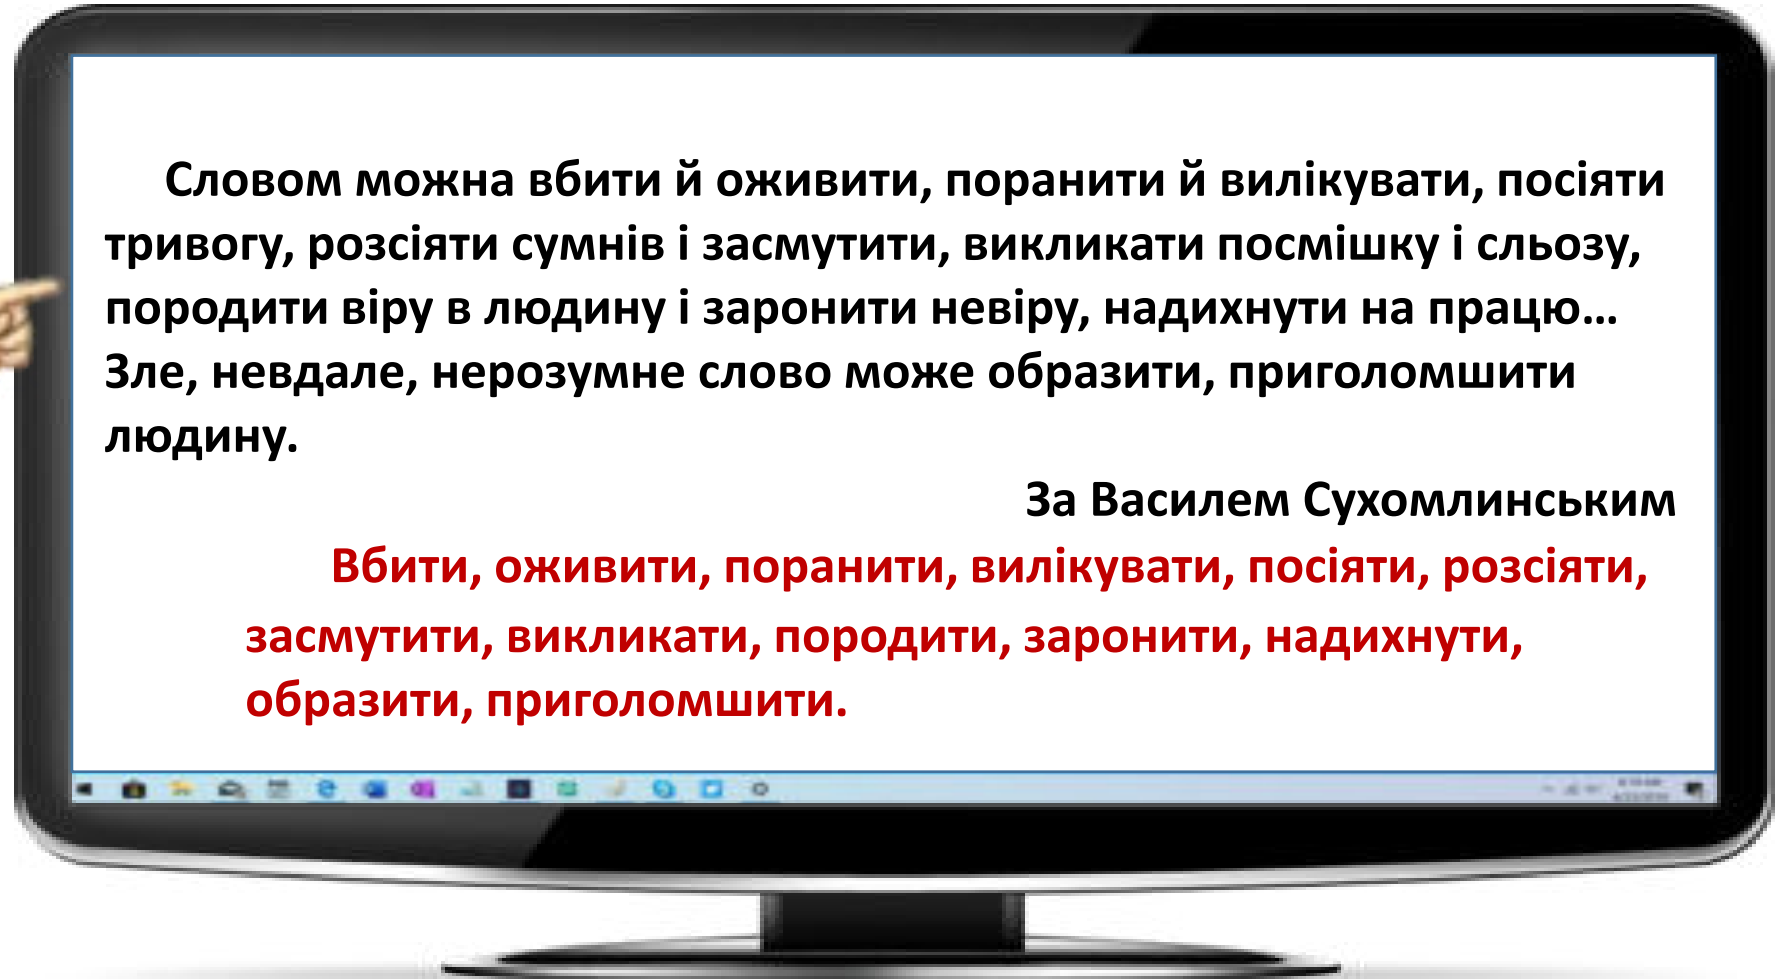 Словом можна вбити й оживити, поранити й вилікувати, посіяти
тривогу, розсіяти сумнів і засмутити, викликати посмішку і сльозу,
породити віру в людину і заронити невіру, надихнути на працю…
Зле, невдале, нерозумне слово може образити, приголомшити
людину.
За Василем Сухомлинським
Вбити, оживити, поранити, вилікувати, посіяти, розсіяти,
засмутити, викликати, породити, заронити, надихнути,
образити, приголомшити.